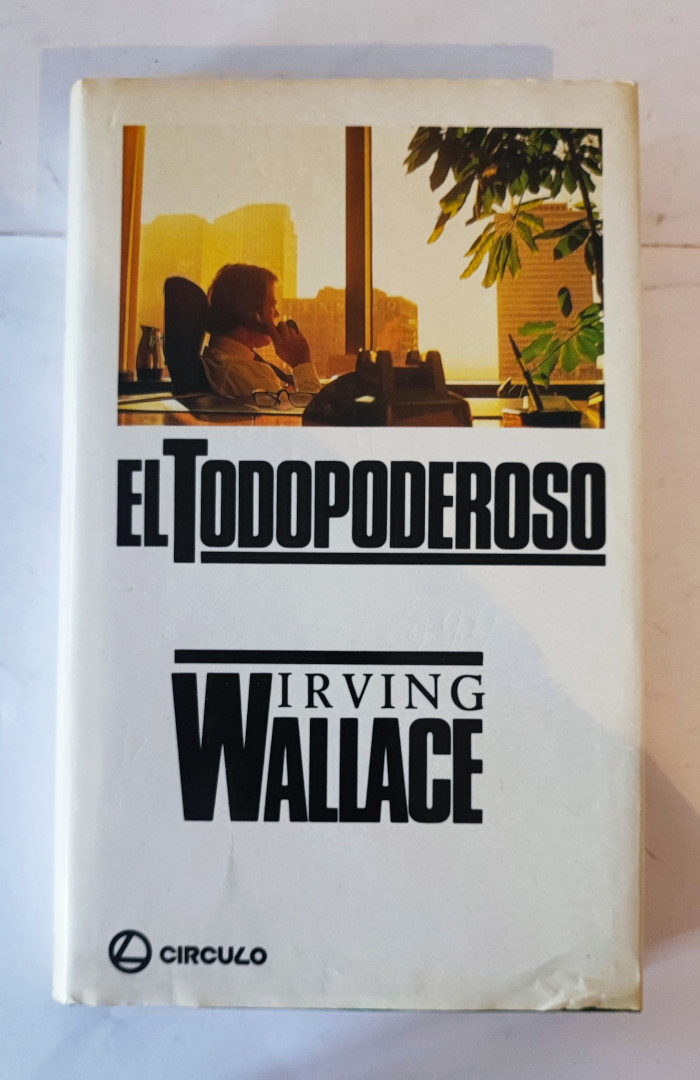 EL TODOPODEROSO
IRVING
WALLACE
CIRCULO